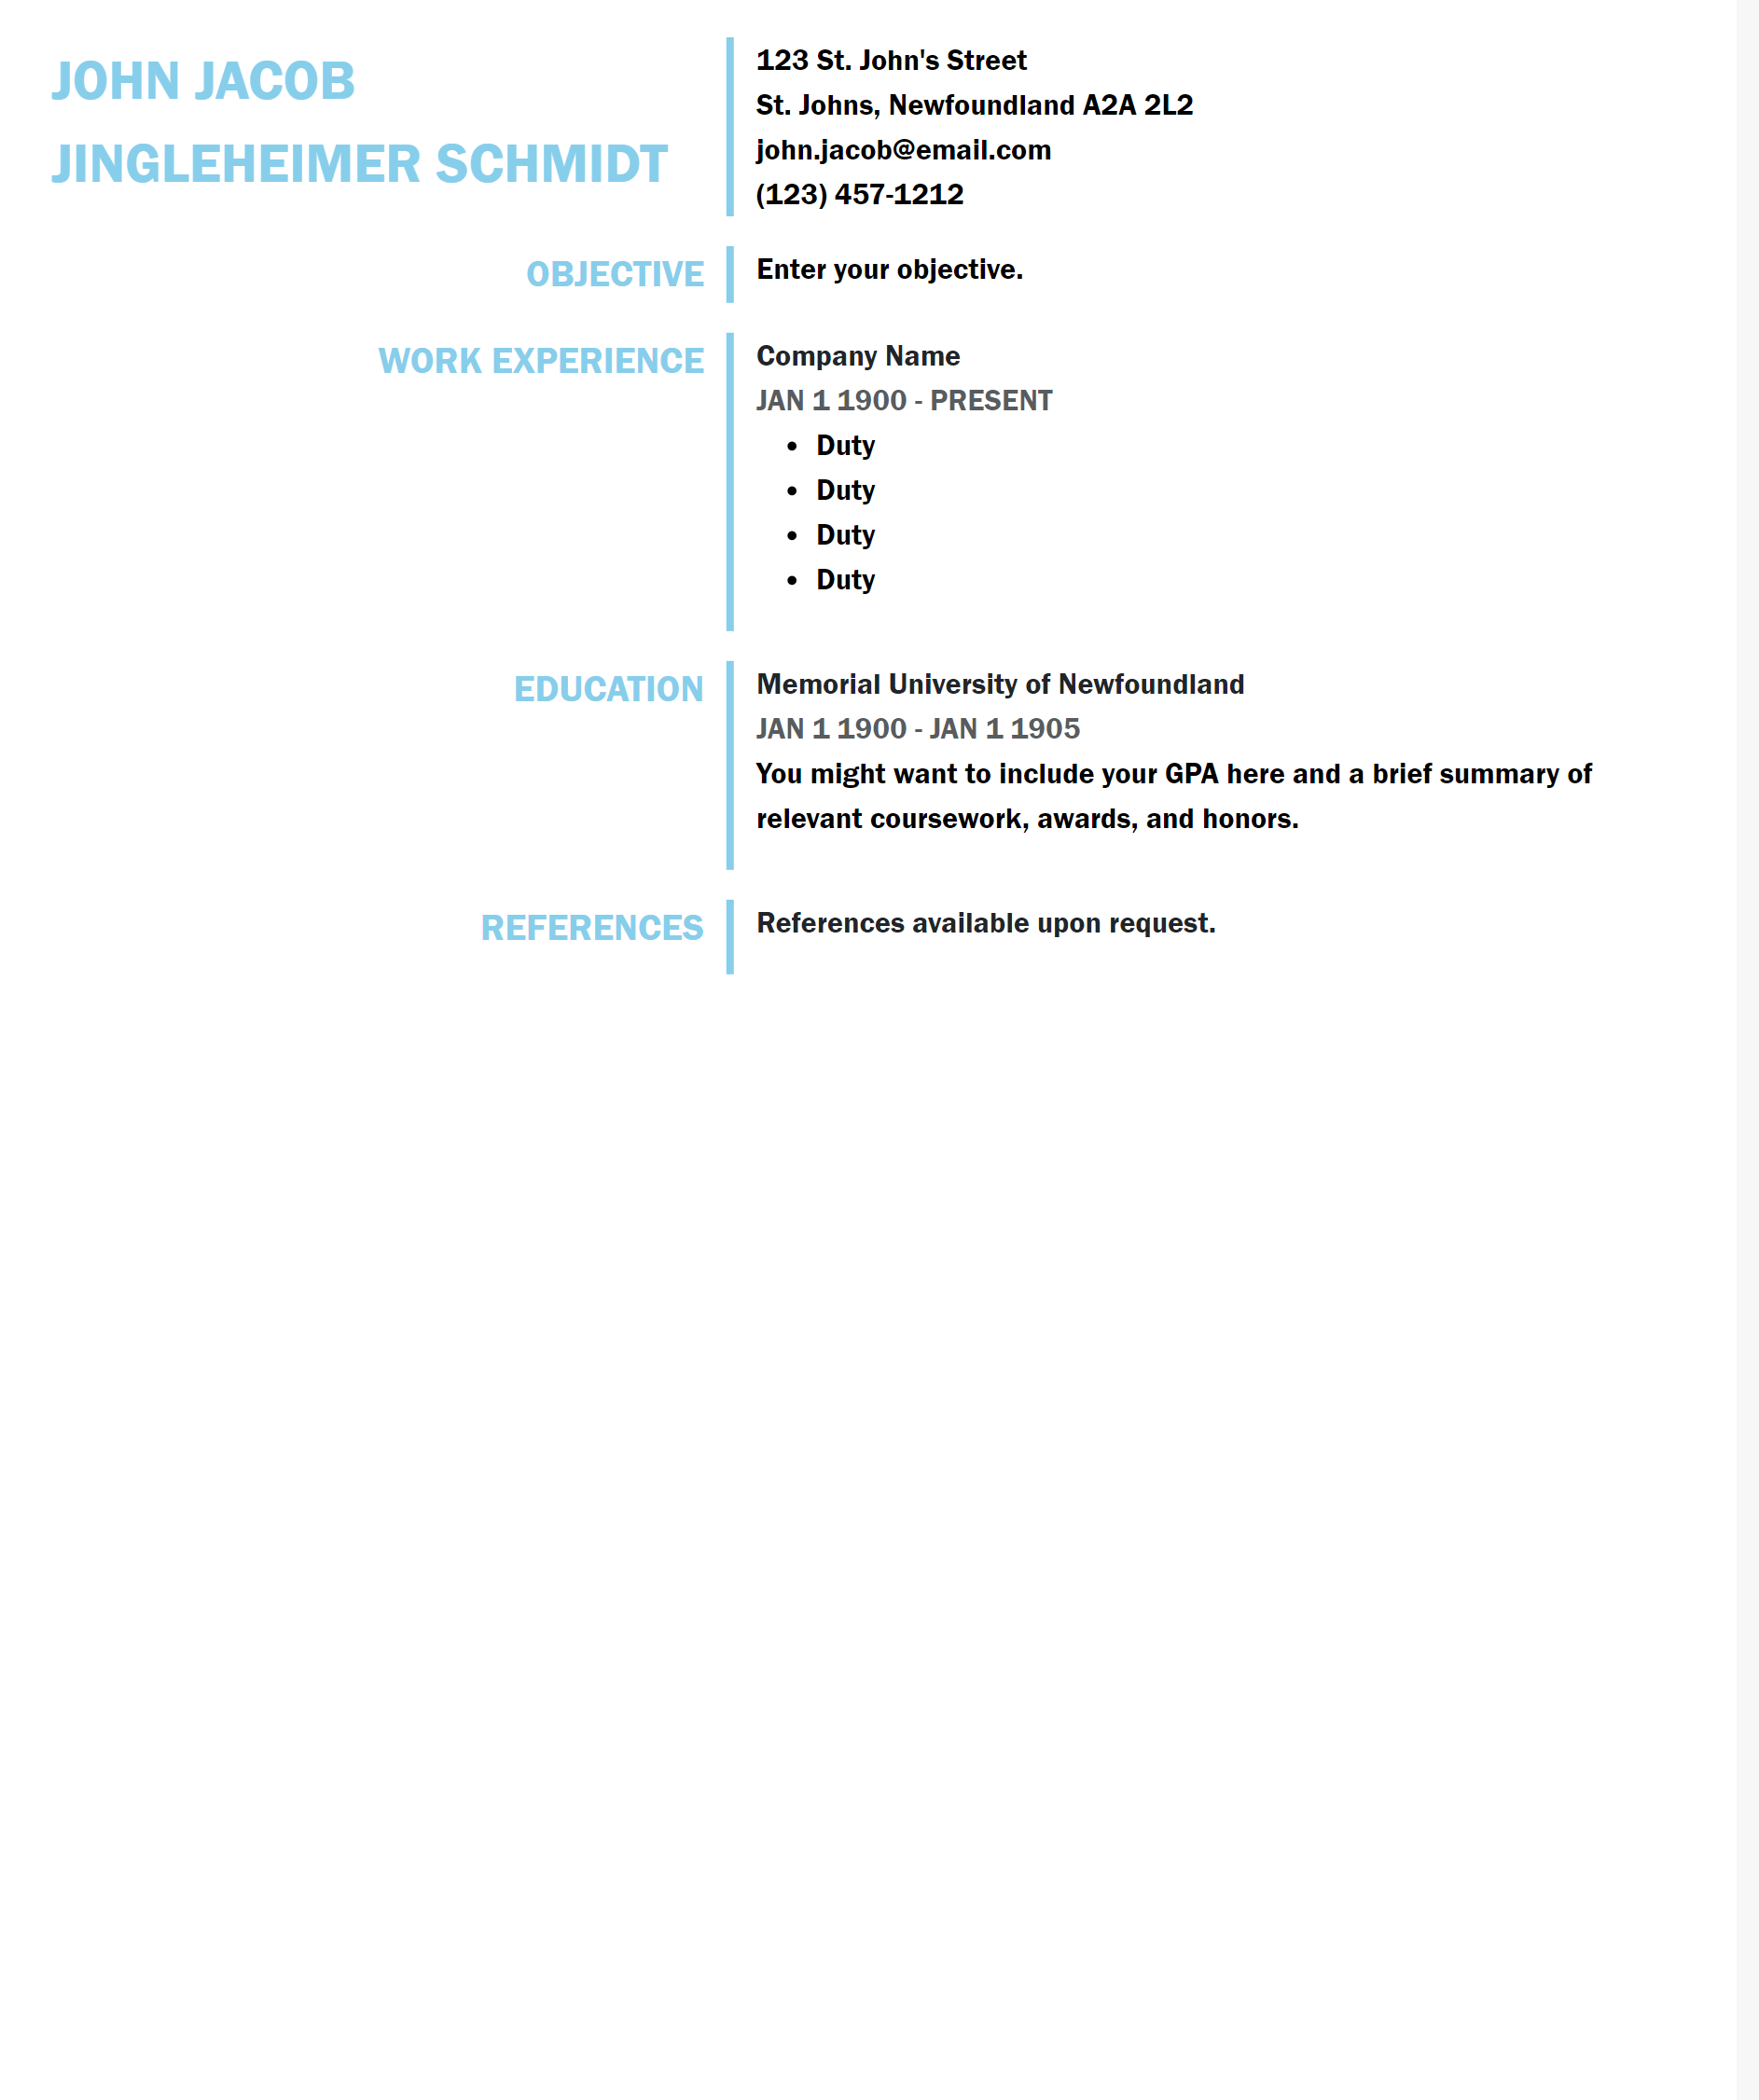 JOHN JACOB
JINGLEHEIMER SCHMIDT
123 St. John's Street
St. Johns, Newfoundland A2A 2L2
john.jacob@email.com
(123) 457-1212
OBJECTIVE
Enter your objective.
WORK EXPERIENCE
Company Name
JAN 1 1900 - PRESENT
• Duty
• Duty
• Duty
• Duty
EDUCATION
Memorial University of Newfoundland
JAN 1 1900 - JAN 1 1905
You might want to include your GPA here and a brief summary of
relevant coursework, awards, and honors.
REFERENCES
References available upon request.